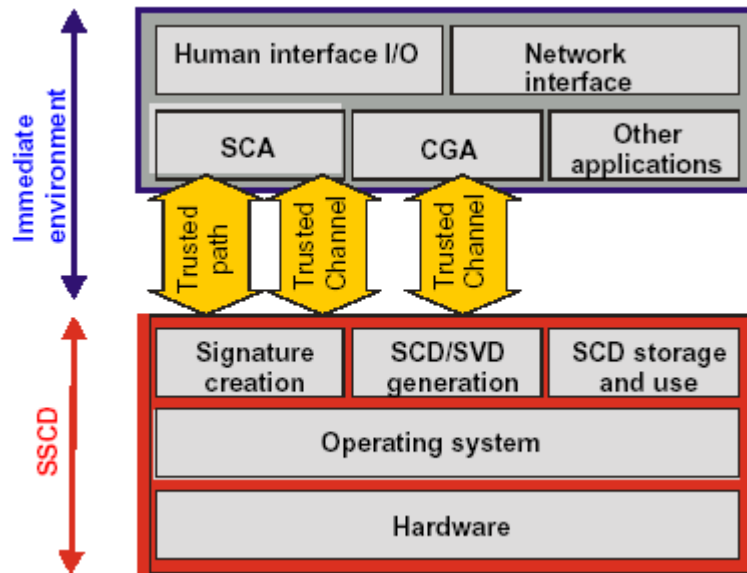 Immediate
environment
Human interface I/O
Network
interface
SCA
CGA
Other
applications
Trusted
path
Trusted
Channel
Trusted
Channel
SSCD
Signature
creation
SCD/SVD
generation
SCD storage
and use
Operating system
Hardware